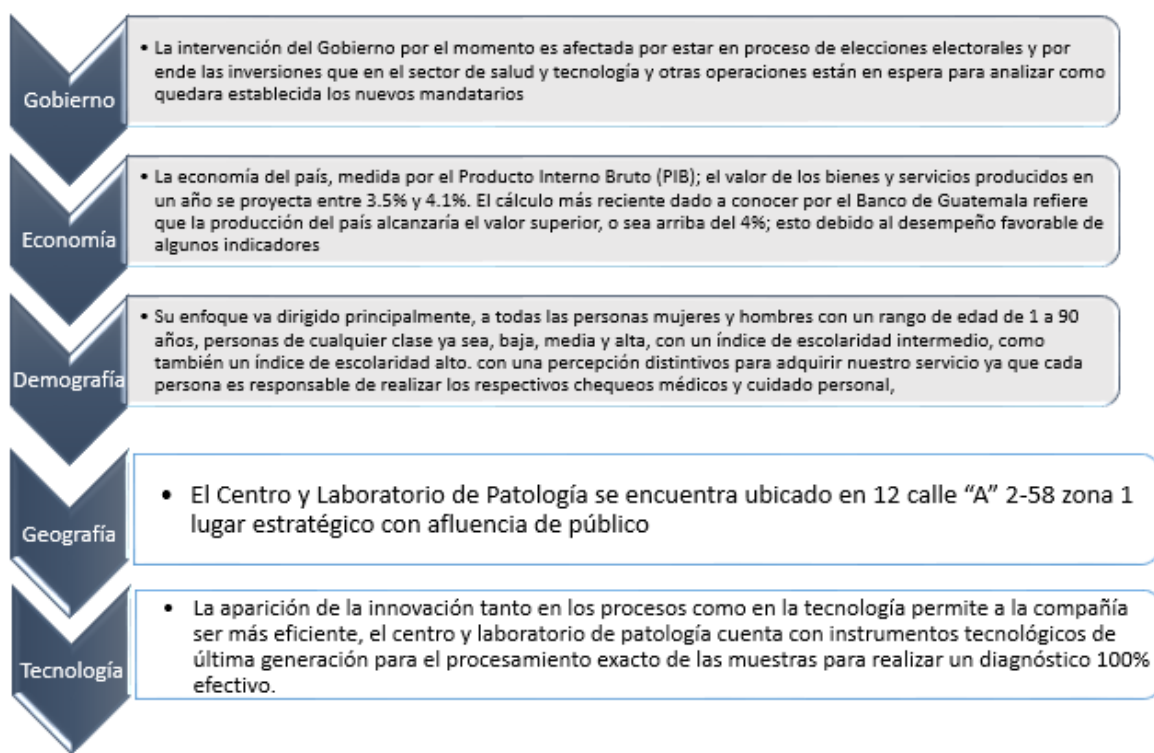 Gobierno
• La intervención del Gobierno por el momento es afectada por estar en proceso de elecciones electorales y por
ende las inversiones que en el sector de salud y tecnología y otras operaciones están en espera para analizar como
quedara establecida los nuevos mandatarios
Economía
• La economía del país, medida por el Producto Interno Bruto (PIB); el valor de los bienes y servicios producidos en
un año se proyecta entre 3.5% y 4.1%. El cálculo más reciente dado a conocer por el Banco de Guatemala refiere
que la producción del país alcanzaría el valor superior, o sea arriba del 4%; esto debido al desempeño favorable de
algunos indicadores
Demografía
• Su enfoque va dirigido principalmente, a todas las personas mujeres y hombres con un rango de edad de 1 a 90
años, personas de cualquier clase ya sea, baja, media y alta, con un índice de escolaridad intermedio, como
también un índice de escolaridad alto. con una percepción distintivos para adquirir nuestro servicio ya que cada
persona es responsable de realizar los respectivos chequeos médicos y cuidado personal,
Geografía
• El Centro y Laboratorio de Patología se encuentra ubicado en 12 calle “A” 2-58 zona 1
lugar estratégico con afluencia de público
Tecnología
• La aparición de la innovación tanto en los procesos como en la tecnología permite a la compañía
ser más eficiente, el centro y laboratorio de patología cuenta con instrumentos tecnológicos de
última generación para el procesamiento exacto de las muestras para realizar un diagnóstico 100%
efectivo.